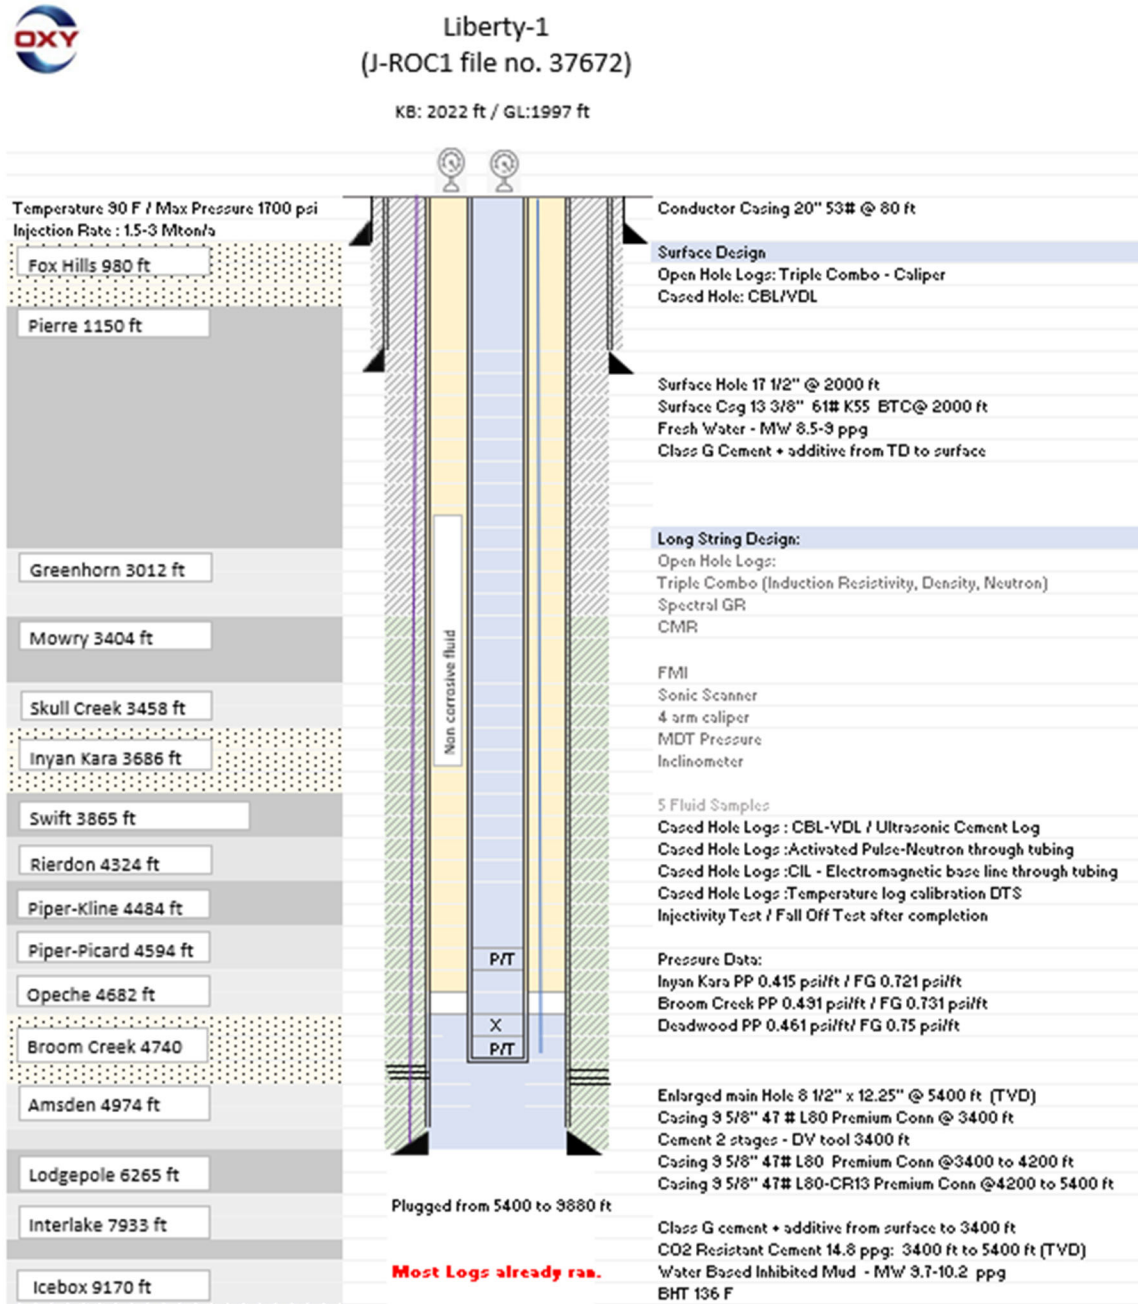 OXY
Liberty-1
(J-ROC1 file no. 37672)
KB: 2022 ft / GL:1997 ft
Temperature 90 F / Max Pressure 1700 psi
Injection Rate : 1.5-3 Mton/a
Fox Hills 980 ft
Pierre 1150 ft
Greenhorn 3012 ft
Mowry 3404 ft
Skull Creek 3458 ft
Inyan Kara 3686 ft
Swift 3865 ft
Rierdon 4324 ft
Piper-Kline 4484 ft
Piper-Picard 4594 ft
Opeche 4682 ft
Broom Creek 4740
Amsden 4974 ft
Lodgepole 6265 ft
Interlake 7933 ft
Icebox 9170 ft
Non corrosive fluid
P/T
X
P/T
Plugged from 5400 to 9880 ft
Most Logs already ran.
Conductor Casing 20" 53# @ 80 ft
Surface Design
Open Hole Logs: Triple Combo - Caliper
Cased Hole: CBL/VDL
Surface Hole 17 1/2" @ 2000 ft
Surface Csg 13 3/8" 61# K55 BTC@ 2000 ft
Fresh Water - MW 8.5-9 ppg
Class G Cement + additive from TD to surface
Long String Design:
Open Hole Logs:
Triple Combo (Induction Resistivity, Density, Neutron)
Spectral GR
CMR
FMI
Sonic Scanner
4 arm caliper
MDT Pressure
Inclinometer
5 Fluid Samples
Cased Hole Logs : CBL-VDL / Ultrasonic Cement Log
Cased Hole Logs :Activated Pulse-Neutron through tubing
Cased Hole Logs :CIL - Electromagnetic base line through tubing
Cased Hole Logs :Temperature log calibration DTS
Injectivity Test / Fall Off Test after completion
Pressure Data:
Inyan Kara PP 0.415 psi/ft / FG 0.721 psi/ft
Broom Creek PP 0.491 psi/ft / FG 0.731 psi/ft
Deadwood PP 0.461 psi/ft/ FG 0.75 psi/ft
Enlarged main Hole 8 1/2" x 12.25" @ 5400 ft (TVD)
Casing 9 5/8" 47 # L80 Premium Conn @ 3400 ft
Cement 2 stages - DV tool 3400 ft
Casing 9 5/8" 47# L80 Premium Conn @3400 to 4200 ft
Casing 9 5/8" 47# L80-CR13 Premium Conn @4200 to 5400 ft
Class G cement + additive from surface to 3400 ft
CO2 Resistant Cement 14.8 ppg: 3400 ft to 5400 ft (TVD)
Water Based Inhibited Mud - MW 9.7-10.2 ppg
BHT 136 F